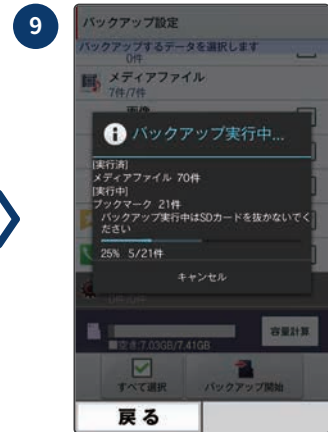 9
バックアップ設定
バックアップするデータを選択します
0件
メディアファイル
7件/7件
画像
バックアップ実行中...
[実行済]
メディアファイル 70件
[実行中]
ブックマーク 21件
バックアップ実行中はSDカードを抜かないでく
ださい
25% 5/21件
キャンセル
空き:7.03GB/7.41GB
容量計算
すべて選択
バックアップ開始
戻る